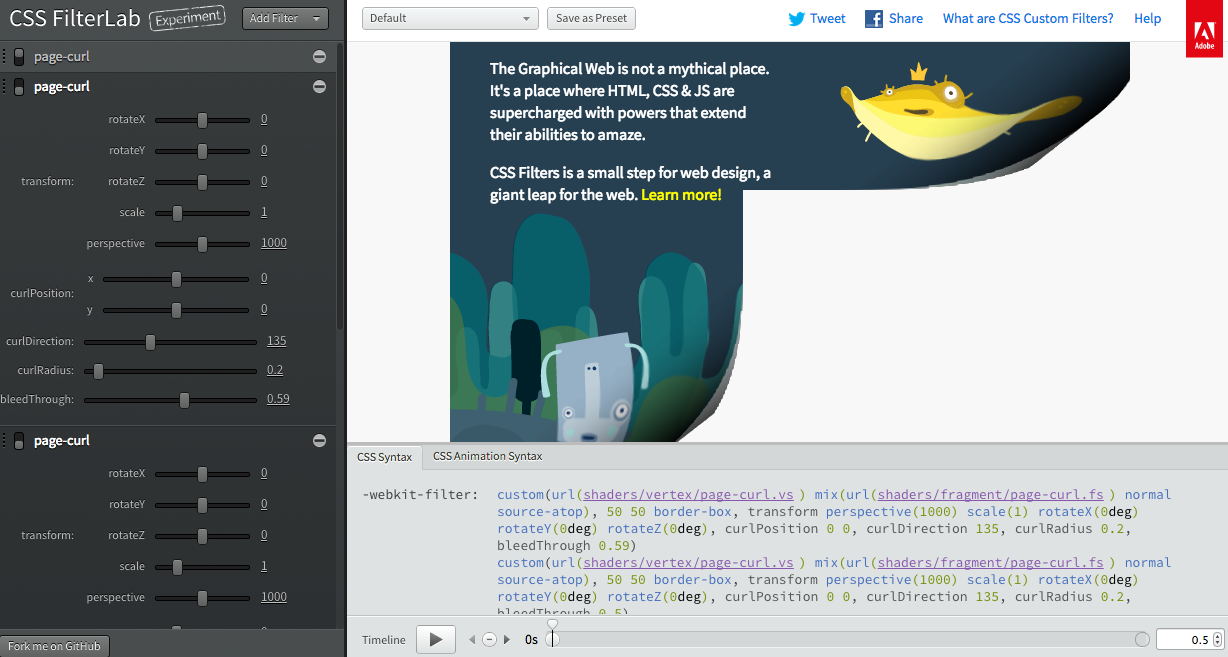 CSS FilterLab Experiment Add Filter
page-curl
page-curl
rotateX 0
rotateY 0
transform: rotateZ 0
scale 1
perspective 1000
x 0
curlPosition:
y 0
curlDirection: 135
curlRadius: 0.2
bleedThrough: 0.59
page-curl
rotateX 0
rotateY 0
transform: rotateZ 0
scale 1
perspective 1000
Fork me on GitHub
Default Save as Preset Tweet Share What are CSS Custom Filters? Help
Adobe
The Graphical Web is not a mythical place.
It's a place where HTML, CSS & JS are
supercharged with powers that extend
their abilities to amaze.
CSS Filters is a small step for web design, a
giant leap for the web. Learn more!
CSS Syntax CSS Animation Syntax
-webkit-filter: custom(url(shaders/vertex/page-curl.vs ) mix(url(shaders/fragment/page-curl.fs ) normal
source-atop), 50 50 border-box, transform perspective(1000) scale(1) rotateX(0deg)
rotateY(0deg) rotateZ(0deg), curlPosition 0 0, curlDirection 135, curlRadius 0.2,
bleedThrough 0.59)
custom(url(shaders/vertex/page-curl.vs ) mix(url(shaders/fragment/page-curl.fs ) normal
source-atop), 50 50 border-box, transform perspective(1000) scale(1) rotateX(0deg)
rotateY(0deg) rotateZ(0deg), curlPosition 0 0, curlDirection 135, curlRadius 0.2,
bleedThrough 0.5)
Timeline 0s 0.5